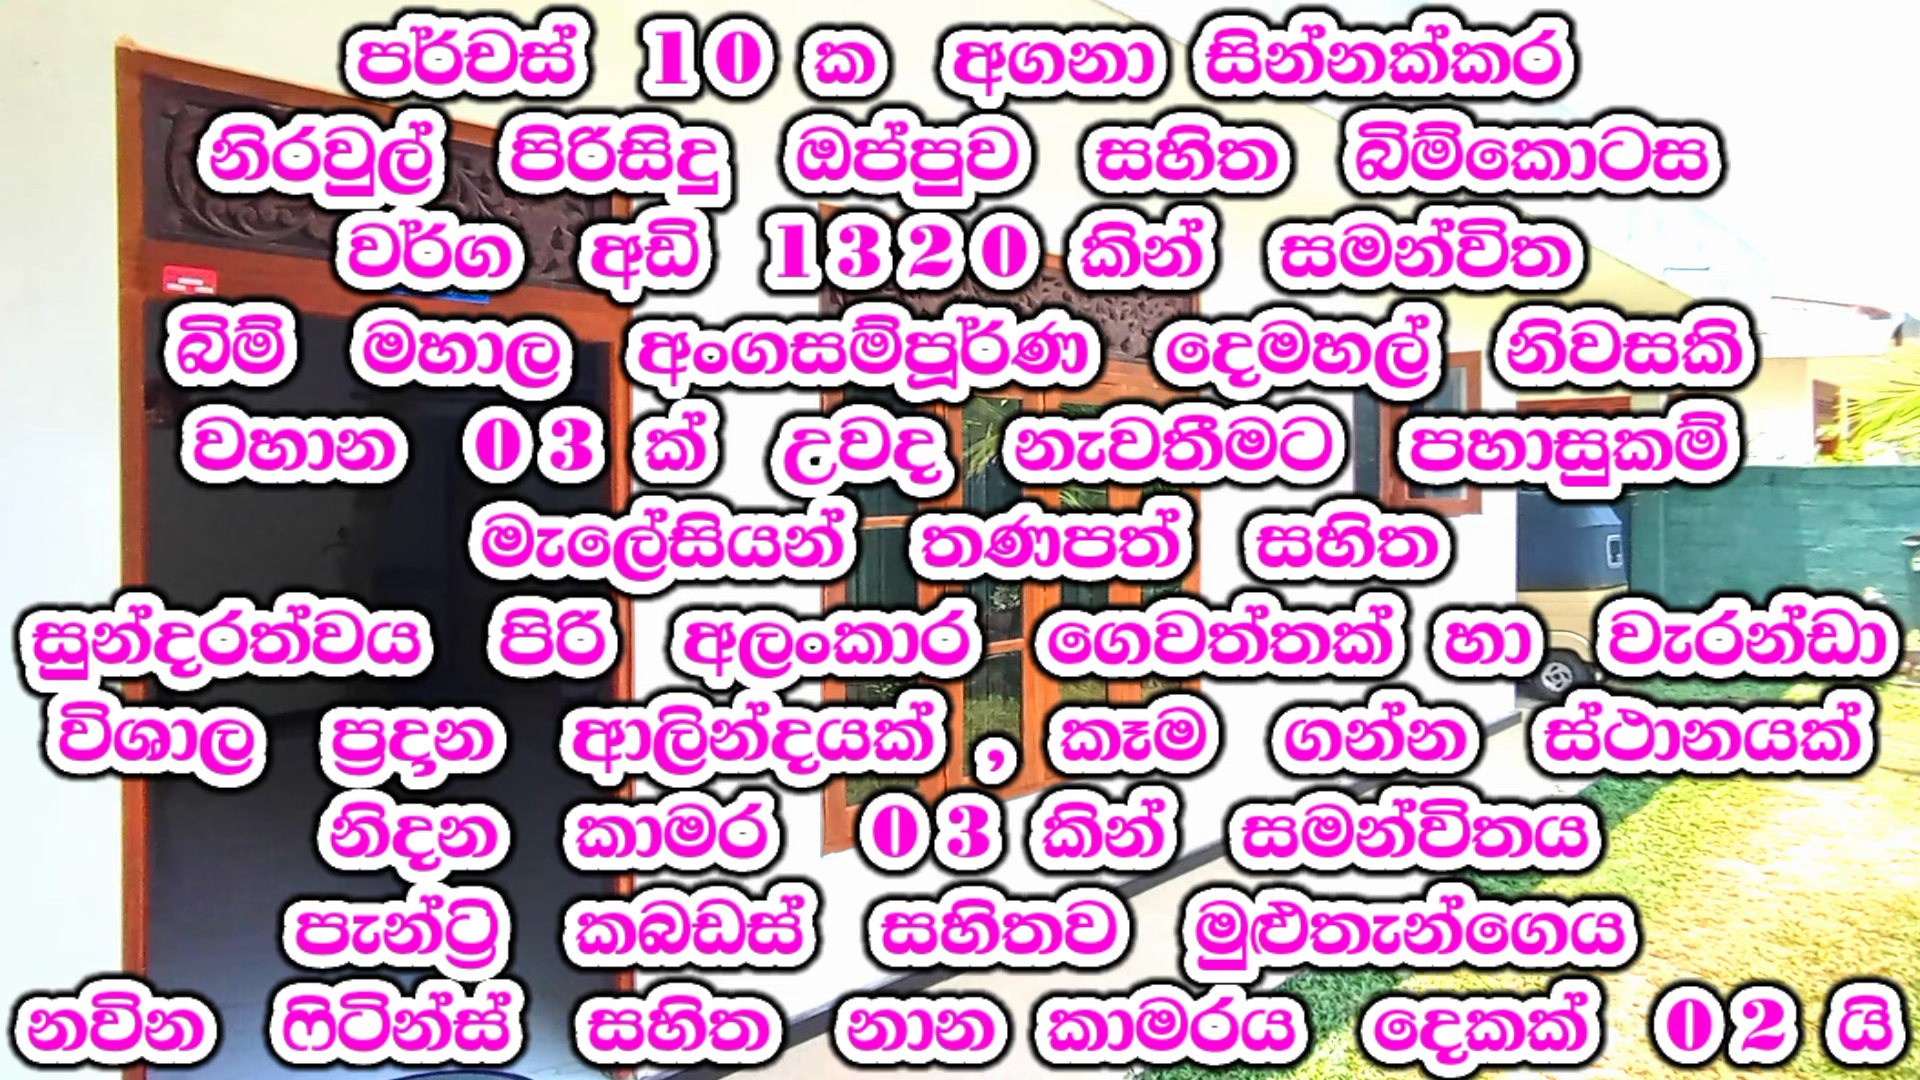 පර්චස් 10 ක අගනා සින්නක්කර
නිරවුල් පිරිසිදු ඔප්පුව සහිත බිම්කොටස
වර්ග අඩි 1320 කින් සමන්විත
බිම් මහාල අංගසම්පූර්ණ දෙමහල් නිවසකි
වහාන 03 ක් උවද නැවතීමට පහාසුකම්
මැලේසියන් තණපත් සහිත
සුන්දරත්වය පිරි අලංකාර ගෙවත්තක් හා වැරන්ඩා
විශාල ප්‍රදාන ආලින්දයක් , කෑම ගන්න ස්ථානයක්
නිදන කාමර 03 කින් සමන්විතය
පැන්ට්‍රි කබඩස් සහිතව මුළුතැන්ගෙය
නවින ෆිටින්ස් සහිත නාන කාමරය දෙකක් 02 යි